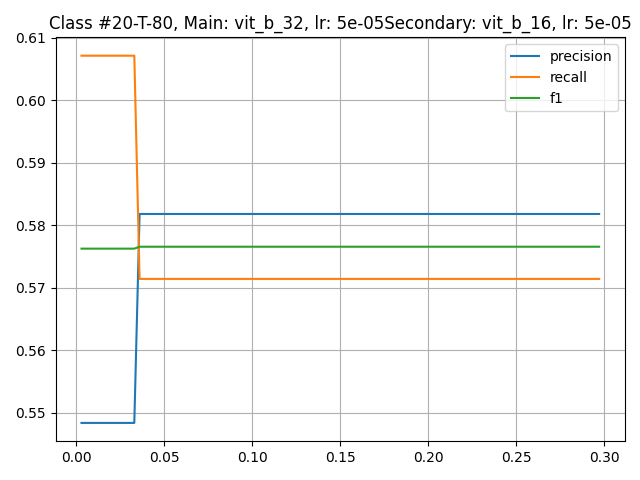 Class #20-T-80, Main: vit_b_32, lr: 5e-05Secondary: vit_b_16, lr: 5e-05
0.61
0.60
0.59
0.58
0.57
0.56
0.55
precision
recall
f1
0.00 0.05 0.10 0.15 0.20 0.25 0.30